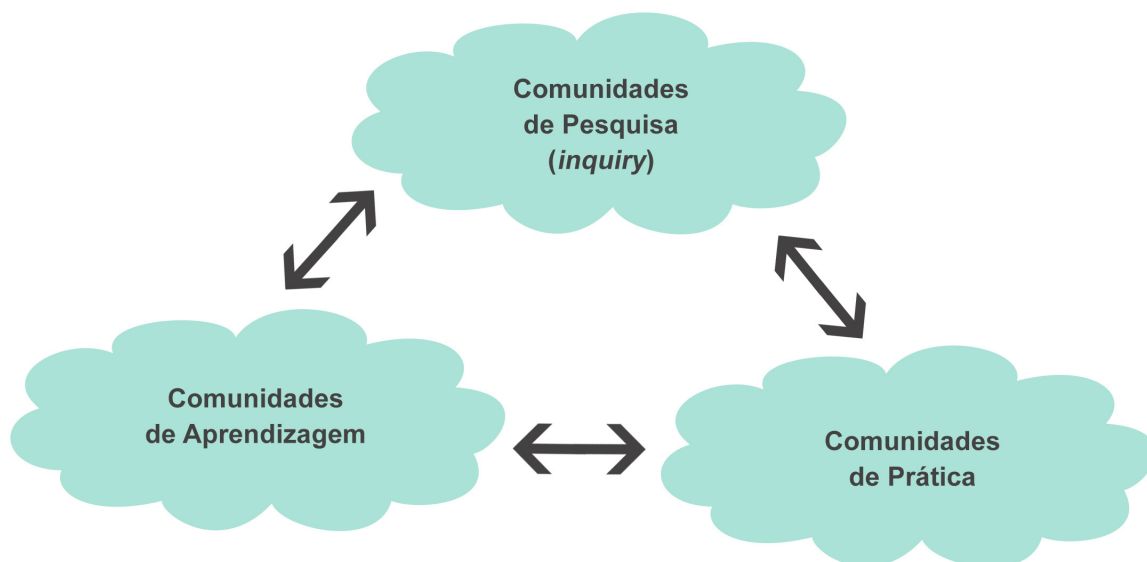 Comunidades
de Pesquisa
(inquiry)
Comunidades
de Aprendizagem
Comunidades
de Prática